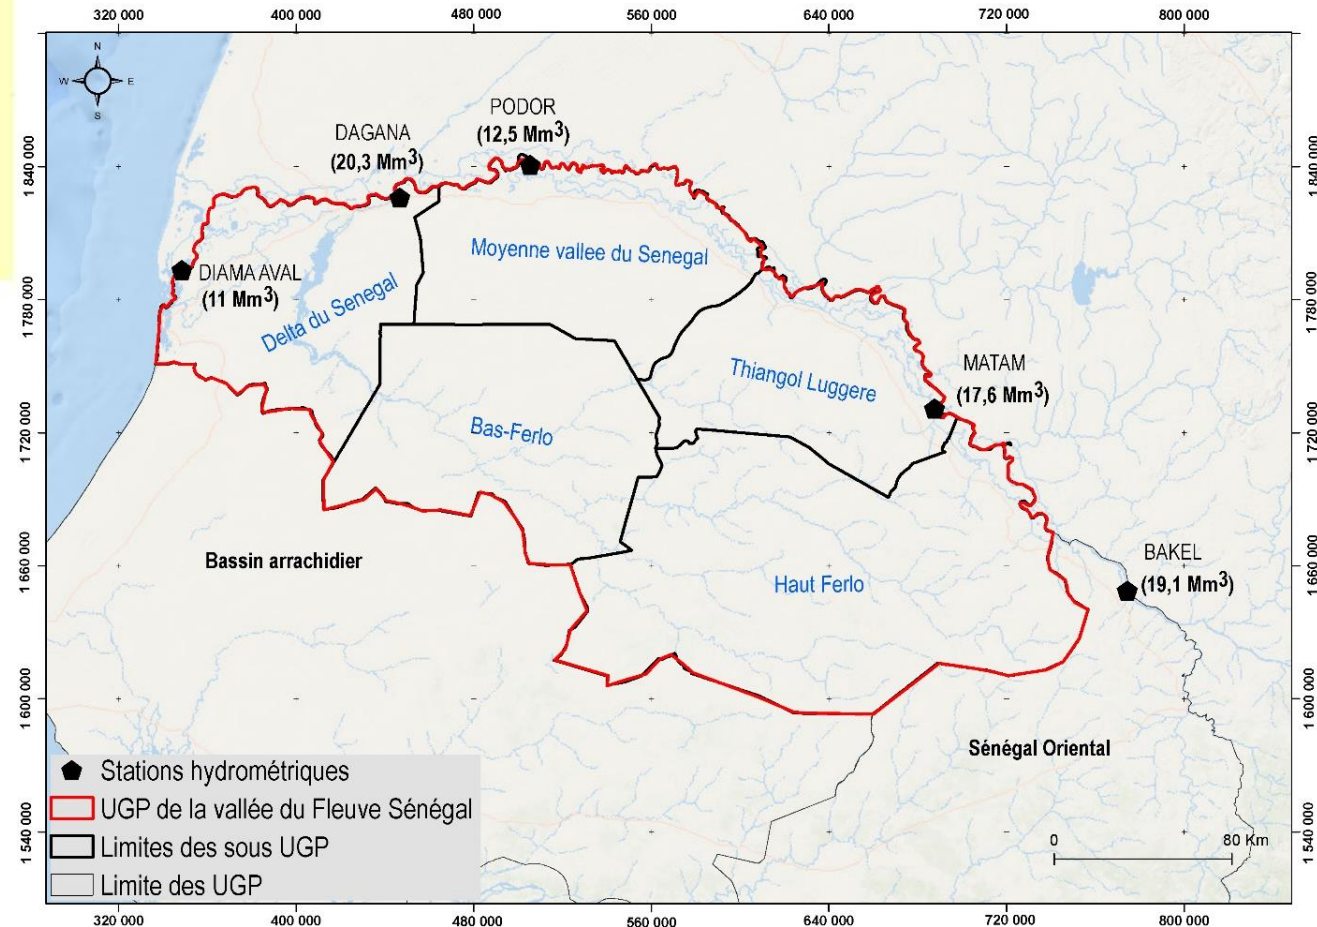 320 000 400 000 480 000 560 000 640 000 720 000 800 000
N
W E
S
PODOR
(12,5 Mm³)
DAGANA
(20,3 Mm³)
1 840 000
1 840 000
Moyenne vallee du Senegal
DIAMA AVAL
(11 Mm³)
Delta du Senegal
1 780 000
1 780 000
MATAM
(17,6 Mm³)
Thiangol Luggere
Bas-Ferlo
1 720 000
1 720 000
BAKEL
(19,1 Mm³)
Bassin arrachidier
Haut Ferlo
1 660 000
1 660 000
1 600 000
1 600 000
Sénégal Oriental
Stations hydrométriques
UGP de la vallée du Fleuve Sénégal
Limites des sous UGP
Limite des UGP
0 80 Km
1 540 000
1 540 000
320 000 400 000 480 000 560 000 640 000 720 000 800 000